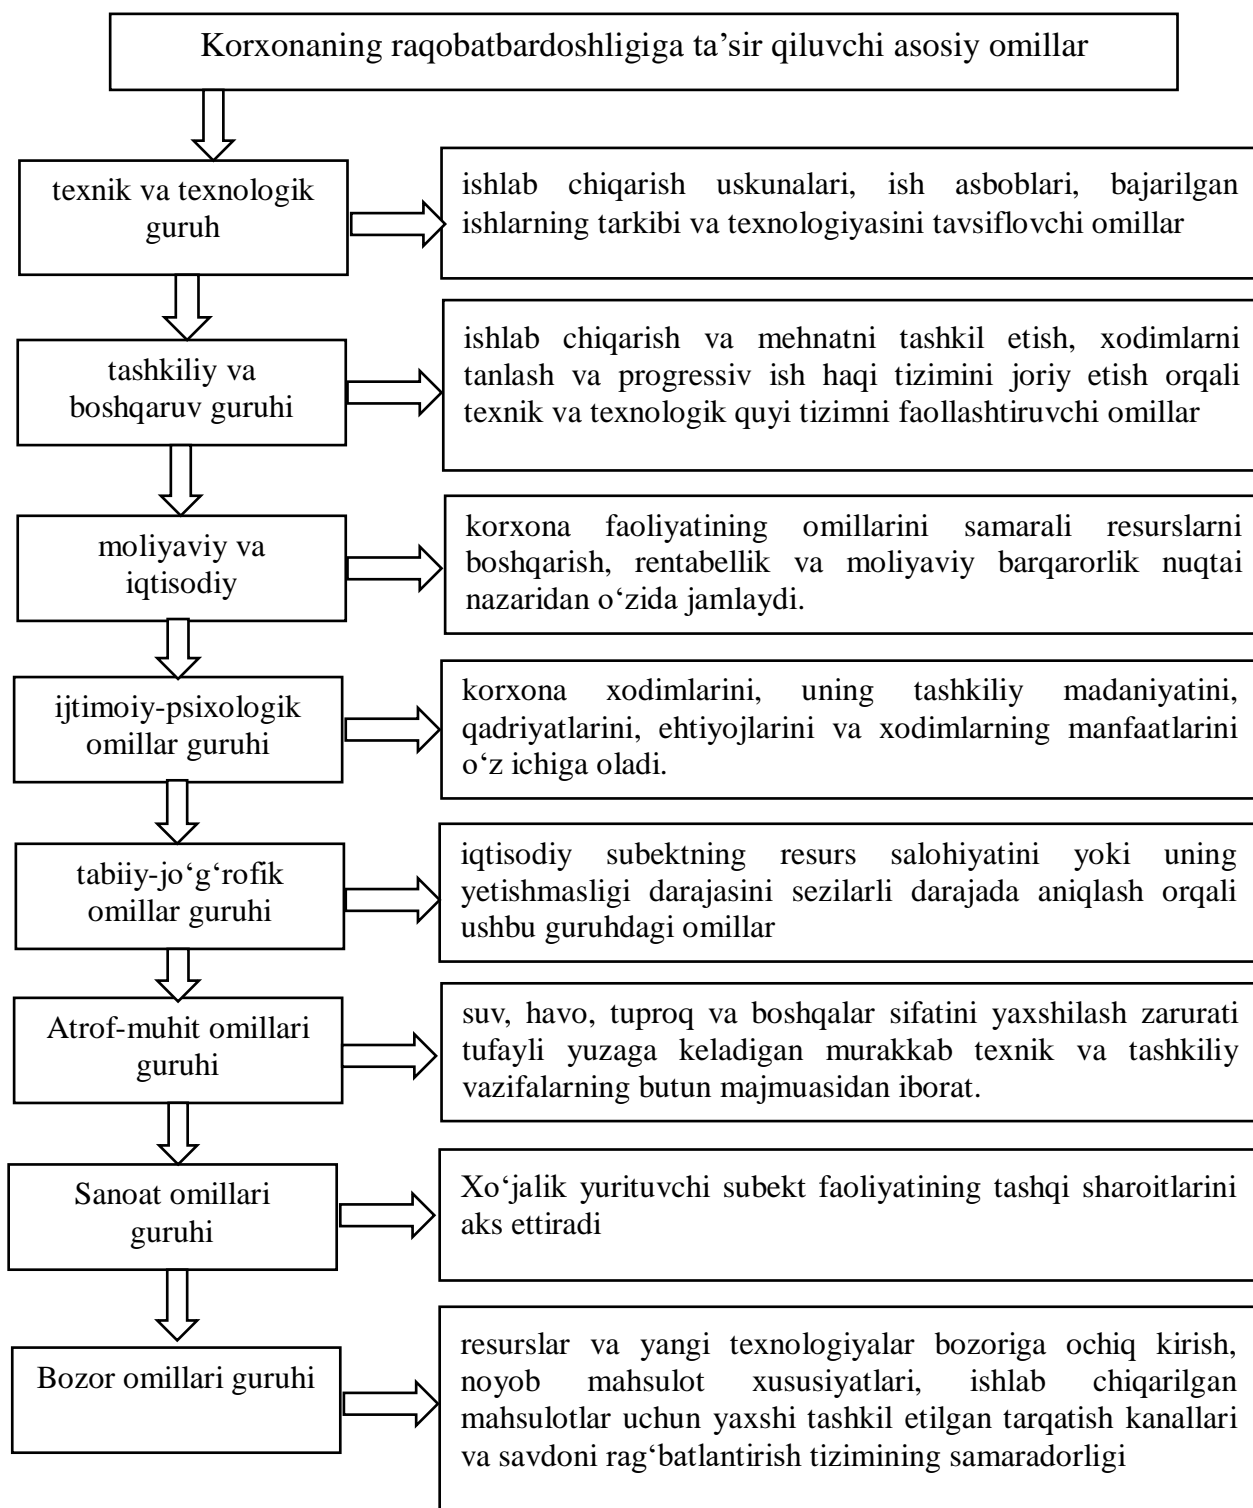 Korxonaning raqobatbardoshligiga ta’sir qiluvchi asosiy omillar
texnik va texnologik
guruh
ishlab chiqarish uskunalari, ish asboblari, bajarilgan
ishlarning tarkibi va texnologiyasini tavsiflovchi omillar
tashkiliy va
boshqaruv guruhi
ishlab chiqarish va mehnatni tashkil etish, xodimlarni
tanlash va progressiv ish haqi tizimini joriy etish orqali
texnik va texnologik quyi tizimni faollashtiruvchi omillar
moliyaviy va
iqtisodiy
korxona faoliyatining omillarini samarali resurslarni
boshqarish, rentabellik va moliyaviy barqarorlik nuqtai
nazaridan o‘zida jamlaydi.
ijtimoiy-psixologik
omillar guruhi
korxona xodimlarini, uning tashkiliy madaniyatini,
qadriyatlarini, ehtiyojlarini va xodimlarning manfaatlarini
o‘z ichiga oladi.
tabiiy-jo‘g‘rofik
omillar guruhi
iqtisodiy subektning resurs salohiyatini yoki uning
yetishmasligi darajasini sezilarli darajada aniqlash orqali
ushbu guruhdagi omillar
Atrof-muhit omillari
guruhi
suv, havo, tuproq va boshqalar sifatini yaxshilash zarurati
tufayli yuzaga keladigan murakkab texnik va tashkiliy
vazifalarning butun majmuasidan iborat.
Sanoat omillari
guruhi
Xo‘jalik yurituvchi subekt faoliyatining tashqi sharoitlarini
aks ettiradi
Bozor omillari guruhi
resurslar va yangi texnologiyalar bozoriga ochiq kirish,
noyob mahsulot xususiyatlari, ishlab chiqarilgan
mahsulotlar uchun yaxshi tashkil etilgan tarqatish kanallari
va savdoni rag‘batlantirish tizimining samaradorligi